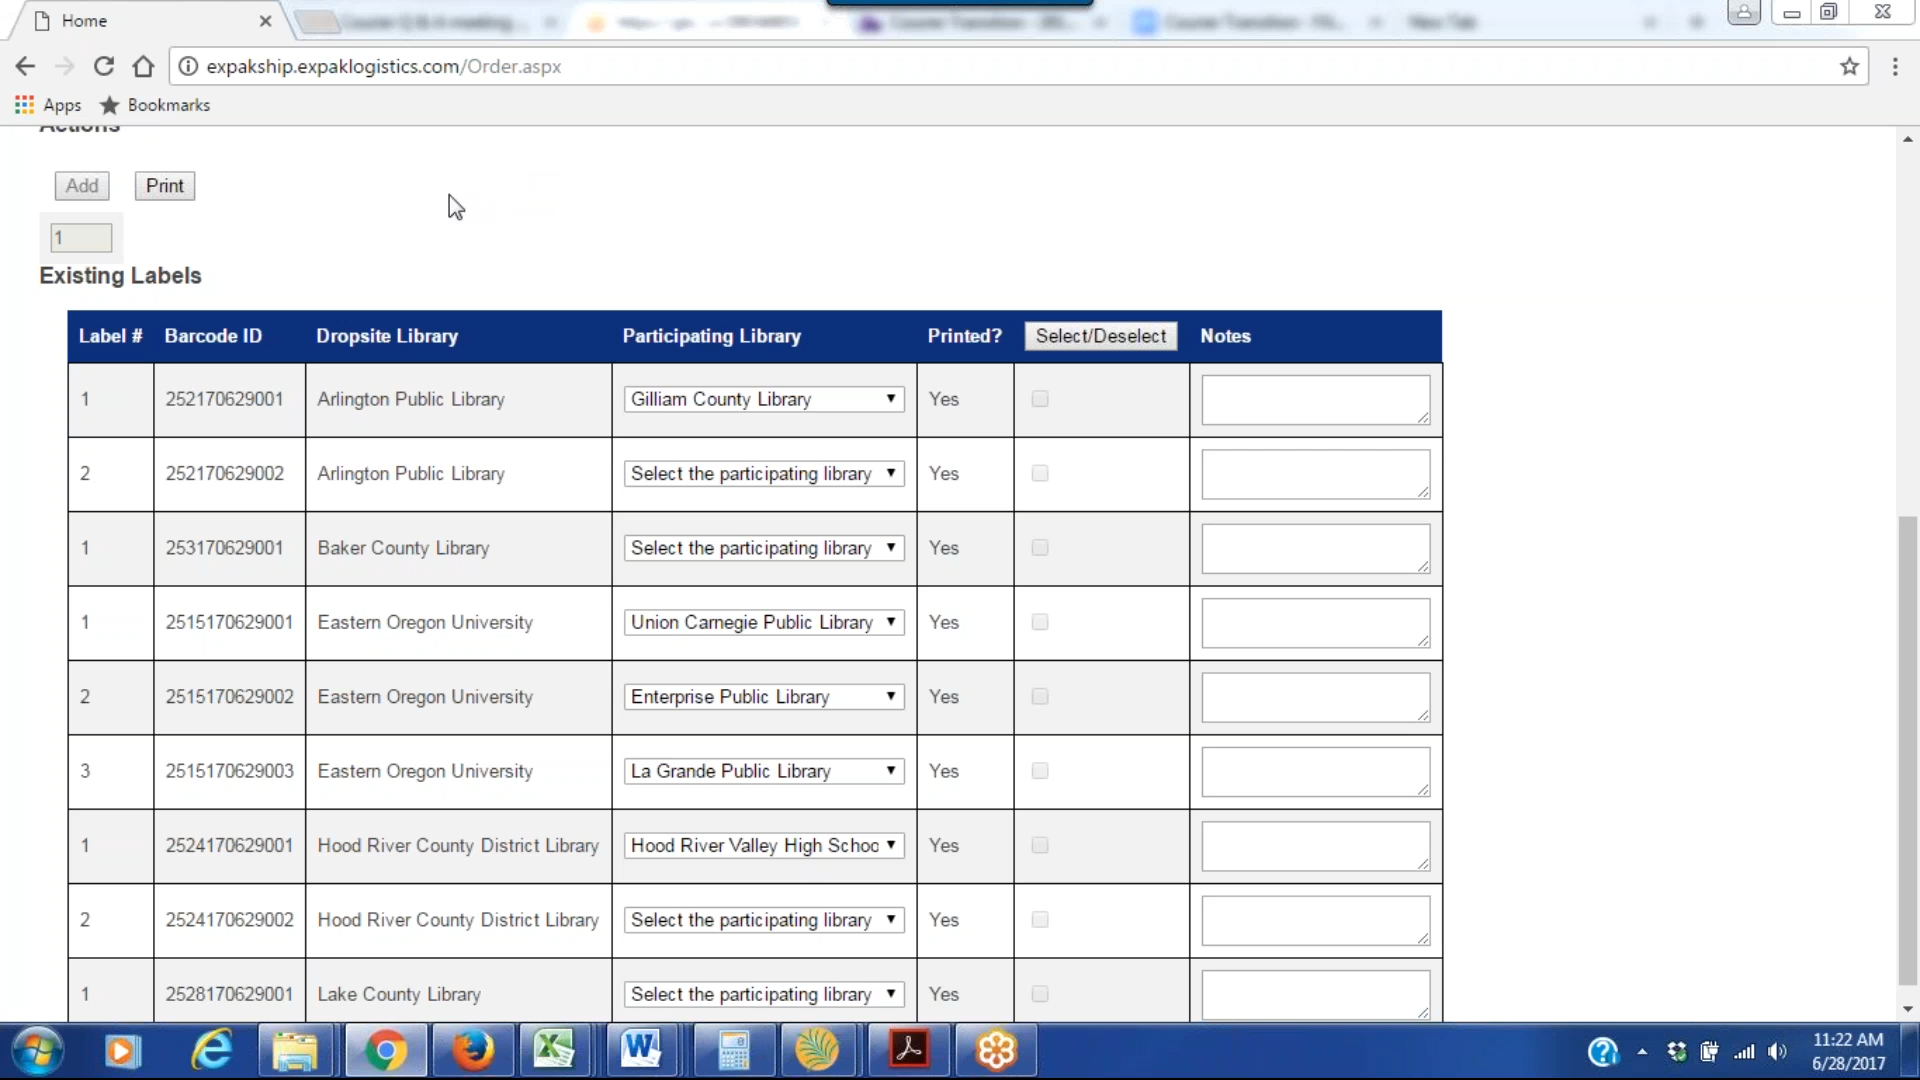 Home
New Tab
expakship.expaklogistics.com/Order.aspx
Apps Bookmarks
Actions
Add Print
1
Existing Labels
Label # Barcode ID Dropsite Library Participating Library Printed? Select/Deselect Notes
1 252170629001 Arlington Public Library Gilliam County Library Yes
2 252170629002 Arlington Public Library Select the participating library Yes
1 253170629001 Baker County Library Select the participating library Yes
1 2515170629001 Eastern Oregon University Union Carnegie Public Library Yes
2 2515170629002 Eastern Oregon University Enterprise Public Library Yes
3 2515170629003 Eastern Oregon University La Grande Public Library Yes
1 2524170629001 Hood River County District Library Hood River Valley High Schoo Yes
2 2524170629002 Hood River County District Library Select the participating library Yes
1 2528170629001 Lake County Library Select the participating library Yes
11:22 AM
6/28/2017